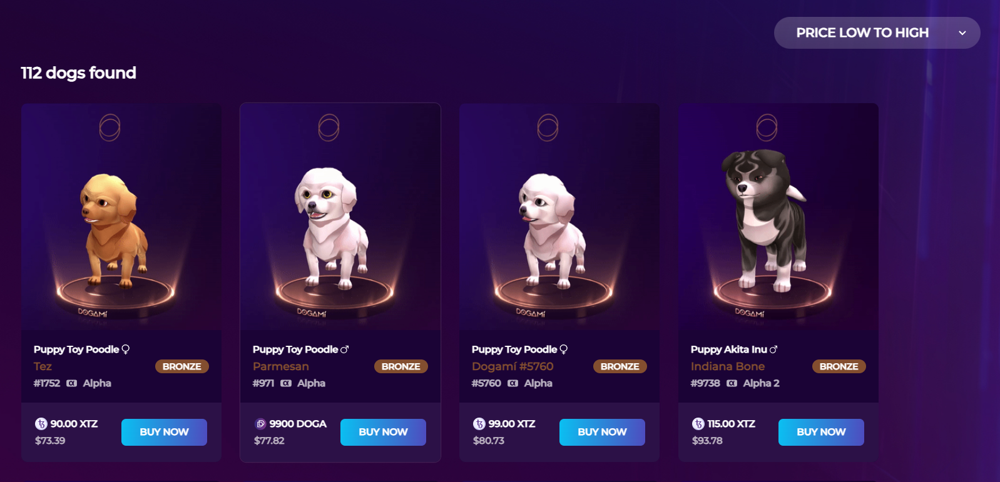 PRICE LOW TO HIGH
112 dogs found
DOGAMÍ
Puppy Toy Poodle ♀
Tez
BRONZE
#1752 α Alpha
90.00 XTZ
$73.39
BUY NOW
DOGAMÍ
Puppy Toy Poodle ♂
Parmesan
BRONZE
#971 α Alpha
9900 DOGA
$77.82
BUY NOW
DOGAMÍ
Puppy Toy Poodle ♀
Dogamí #5760
BRONZE
#5760 α Alpha
99.00 XTZ
$80.73
BUY NOW
DOGAMÍ
Puppy Akita Inu ♂
Indiana Bone
BRONZE
#9738 α Alpha 2
115.00 XTZ
$93.78
BUY NOW